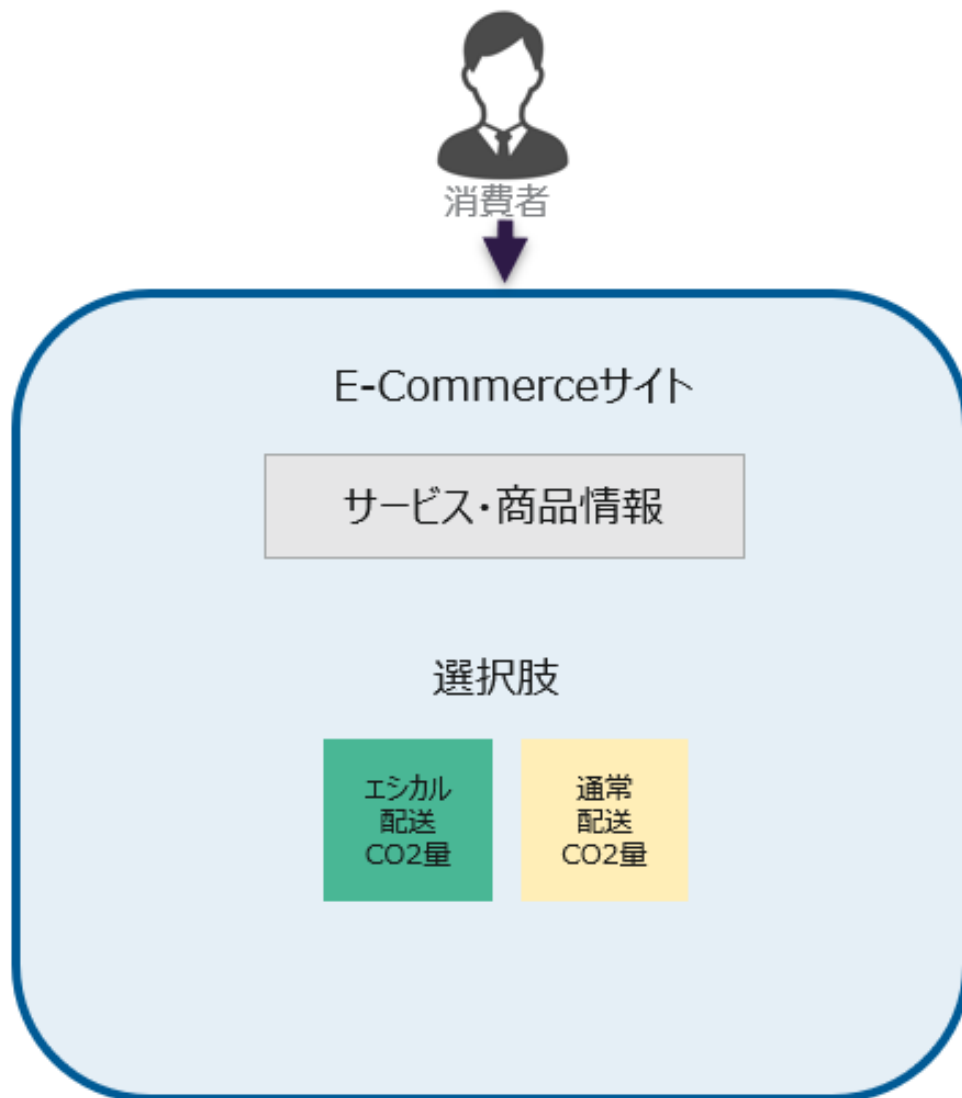 消費者
E-Commerceサイト
サービス・商品情報
選択肢
エシカル
配送
CO2量
通常
配送
CO2量